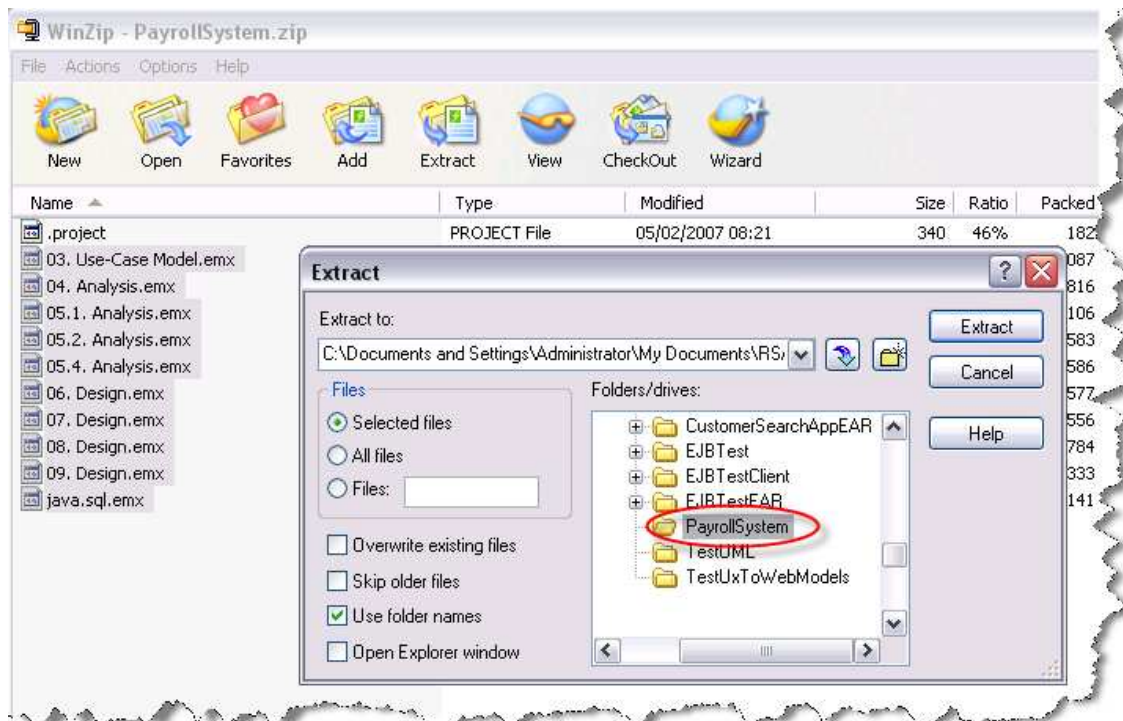 WinZip - PayrollSystem.zip
File Actions Options Help
New Open Favorites Add Extract View CheckOut Wizard
Name Type Modified Size Ratio Packed
.project PROJECT File 05/02/2007 08:21 340 46% 182
03. Use-Case Model.emx 087
04. Analysis.emx 816
05.1. Analysis.emx 106
05.2. Analysis.emx 583
05.4. Analysis.emx 586
06. Design.emx 577
07. Design.emx 556
08. Design.emx 784
09. Design.emx 333
java.sql.emx 141
Extract
Extract to:
C:\Documents and Settings\Administrator\My Documents\RS
Files
Selected files
All files
Files:
Overwrite existing files
Skip older files
Use folder names
Open Explorer window
Folders/drives:
CustomerSearchAppEAR
EJBTest
EJBTestClient
EJBTestEAR
PayrollSystem
TestUML
TestUxToWebModels
Extract
Cancel
Help